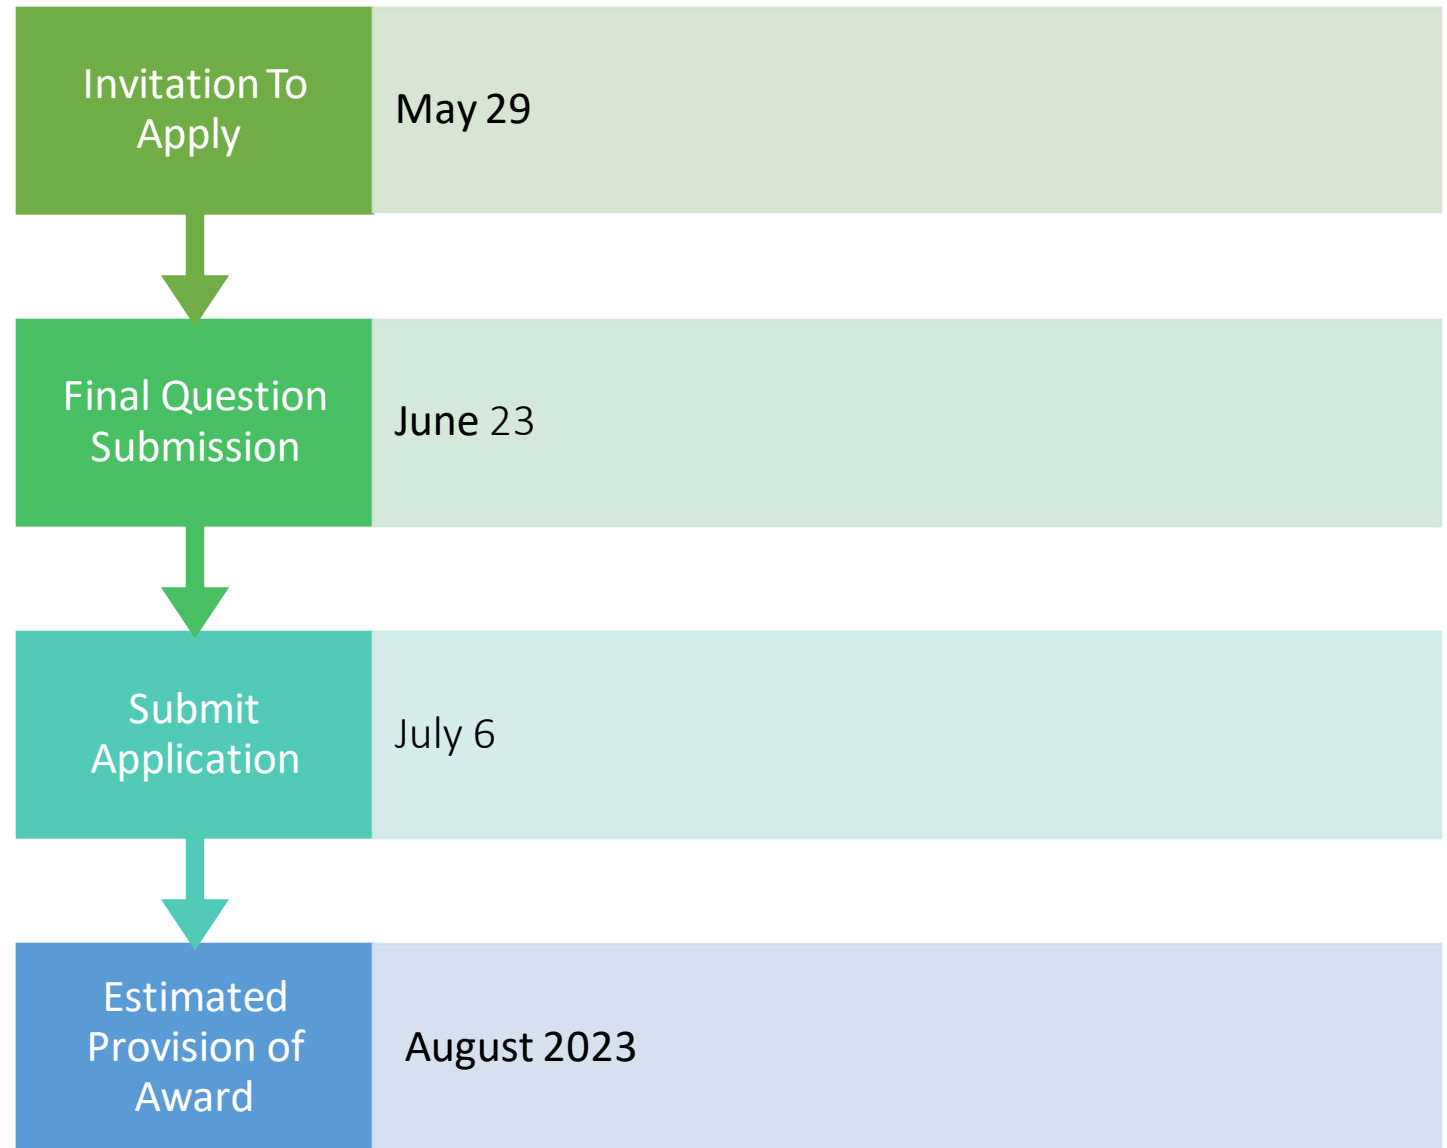 Invitation To
Apply
May 29
Final Question
Submission
June 23
Submit
Application
July 6
Estimated
Provision of
Award
August 2023